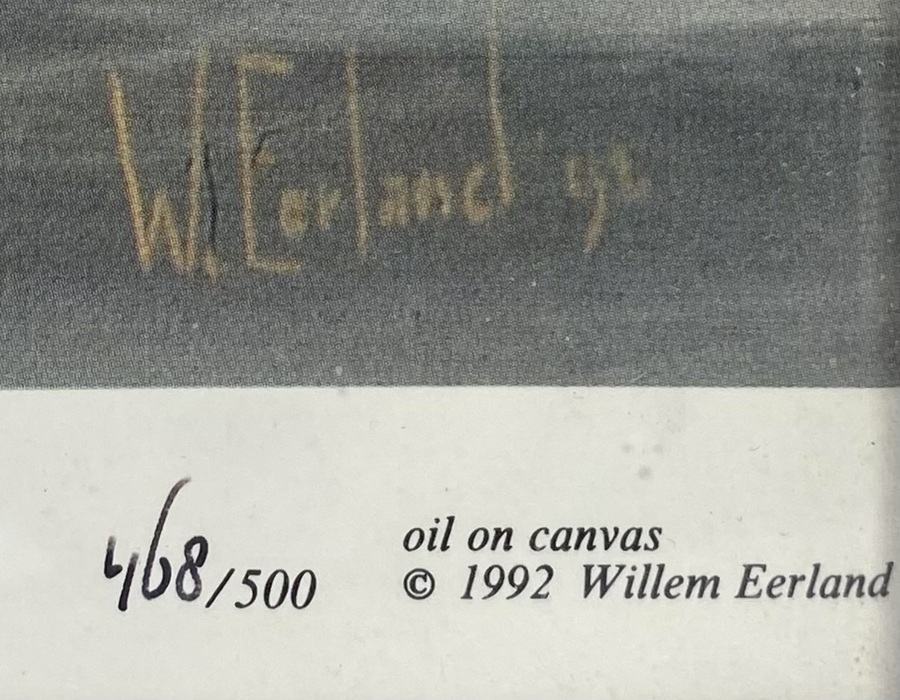 W. Eerland 92
468/500
oil on canvas
© 1992 Willem Eerland